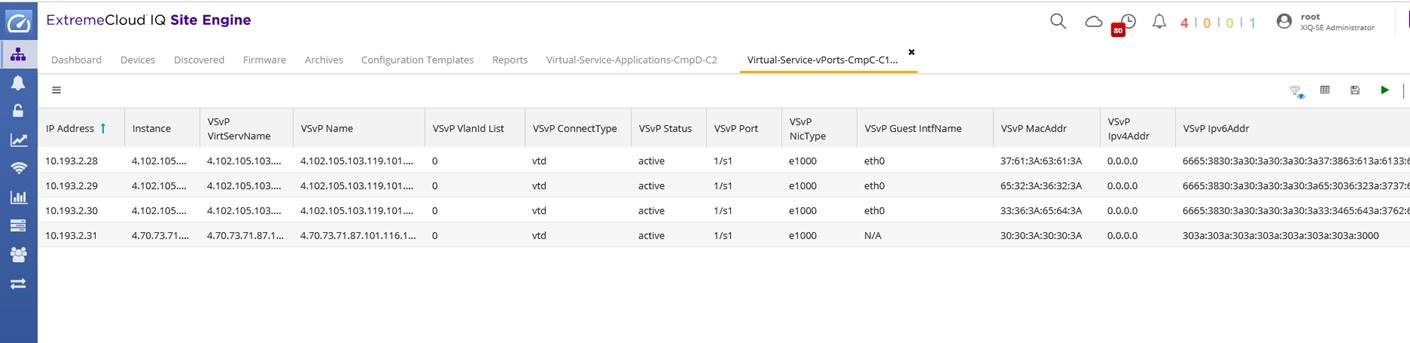 ExtremeCloud IQ Site Engine
80
4 | 0 | 0 | 1
root
XIQ-SE Administrator
Dashboard Devices Discovered Firmware Archives Configuration Templates Reports Virtual-Service-Applications-CmpD-C2 Virtual-Service-vPorts-CmpC-C1...
IP Address Instance VSvP VirtServName VSvP Name VSvP VlanId List VSvP ConnectType VSvP Status VSvP Port VSvP NicType VSvP Guest IntfName VSvP MacAddr VSvP Ipv4Addr VSvP Ipv6Addr
10.193.2.28 4.102.105.... 4.102.105.103.... 4.102.105.103.119.101.... 0 vtd active 1/s1 e1000 eth0 37:61:3A:63:61:3A 0.0.0.0 6665:3830:3a30:3a30:3a30:3a37:3863:613a:6133:6
10.193.2.29 4.102.105.... 4.102.105.103.... 4.102.105.103.119.101.... 0 vtd active 1/s1 e1000 eth0 65:32:3A:36:32:3A 0.0.0.0 6665:3830:3a30:3a30:3a30:3a65:3036:323a:3737:6
10.193.2.30 4.102.105.... 4.102.105.103.... 4.102.105.103.119.101.... 0 vtd active 1/s1 e1000 eth0 33:36:3A:65:64:3A 0.0.0.0 6665:3830:3a30:3a30:3a30:3a33:3465:643a:3762:6
10.193.2.31 4.70.73.71.... 4.70.73.71.87.1... 4.70.73.71.87.101.116.1... 0 vtd active 1/s1 e1000 N/A 30:30:3A:30:30:3A 0.0.0.0 303a:303a:303a:303a:303a:303a:303a:3000